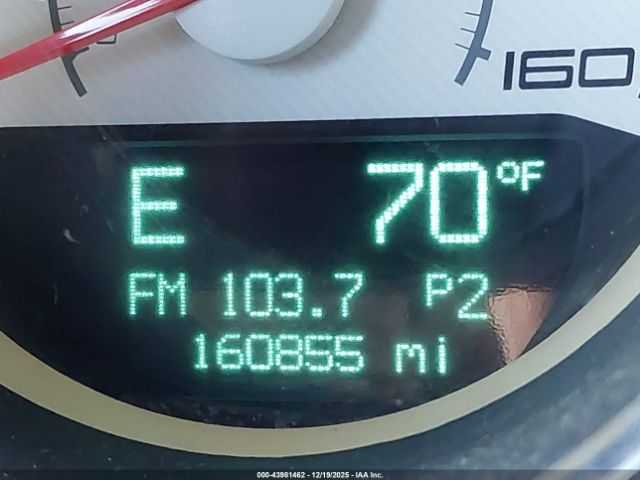 160
E 70°F
FM 103.7 P2
160855 mi
000-43981462 - 12/19/2025 - IAA Inc.